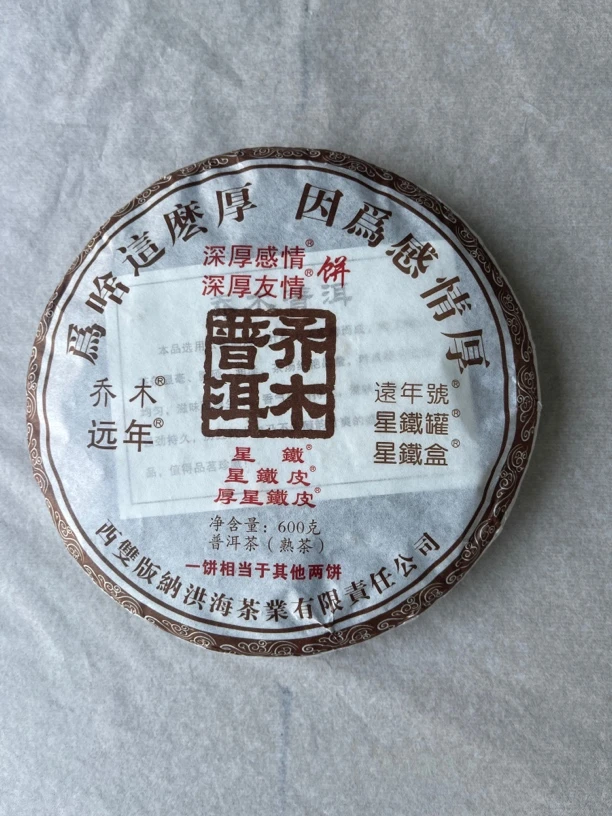 為啥這麽厚 因爲感情厚
深厚感情®
深厚友情®
饼
乔木
普洱
乔木®
远年®
遠年號®
星鐵罐®
星鐵盒®
星鐵®
星鐵皮®
厚星鐵皮®
净含量：600克
普洱茶（熟茶）
一饼相当于其他两饼
西雙版納洪海茶業有限責任公司